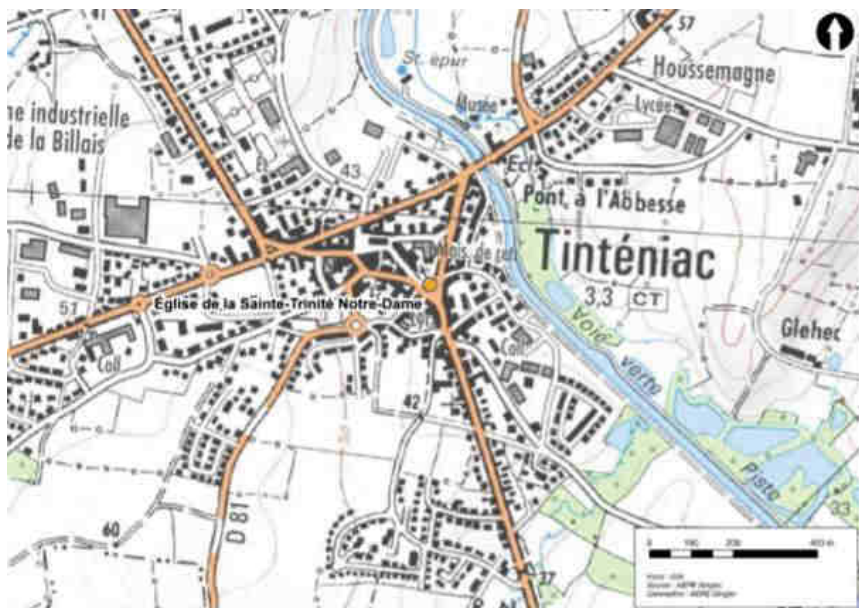 57
St. épur
Houssemagne
Musée
Lycée
ne industrielle
de la Billais
43
Ecl.
Pont, à l'Abbesse
Tinténiac
3,3 CT
51
Église de la Sainte-Trinité Notre-Dame
Voie
verte
Glehec
Coll
Coll
42
Piste
D 81
60
33
37
0 100 200 400 m